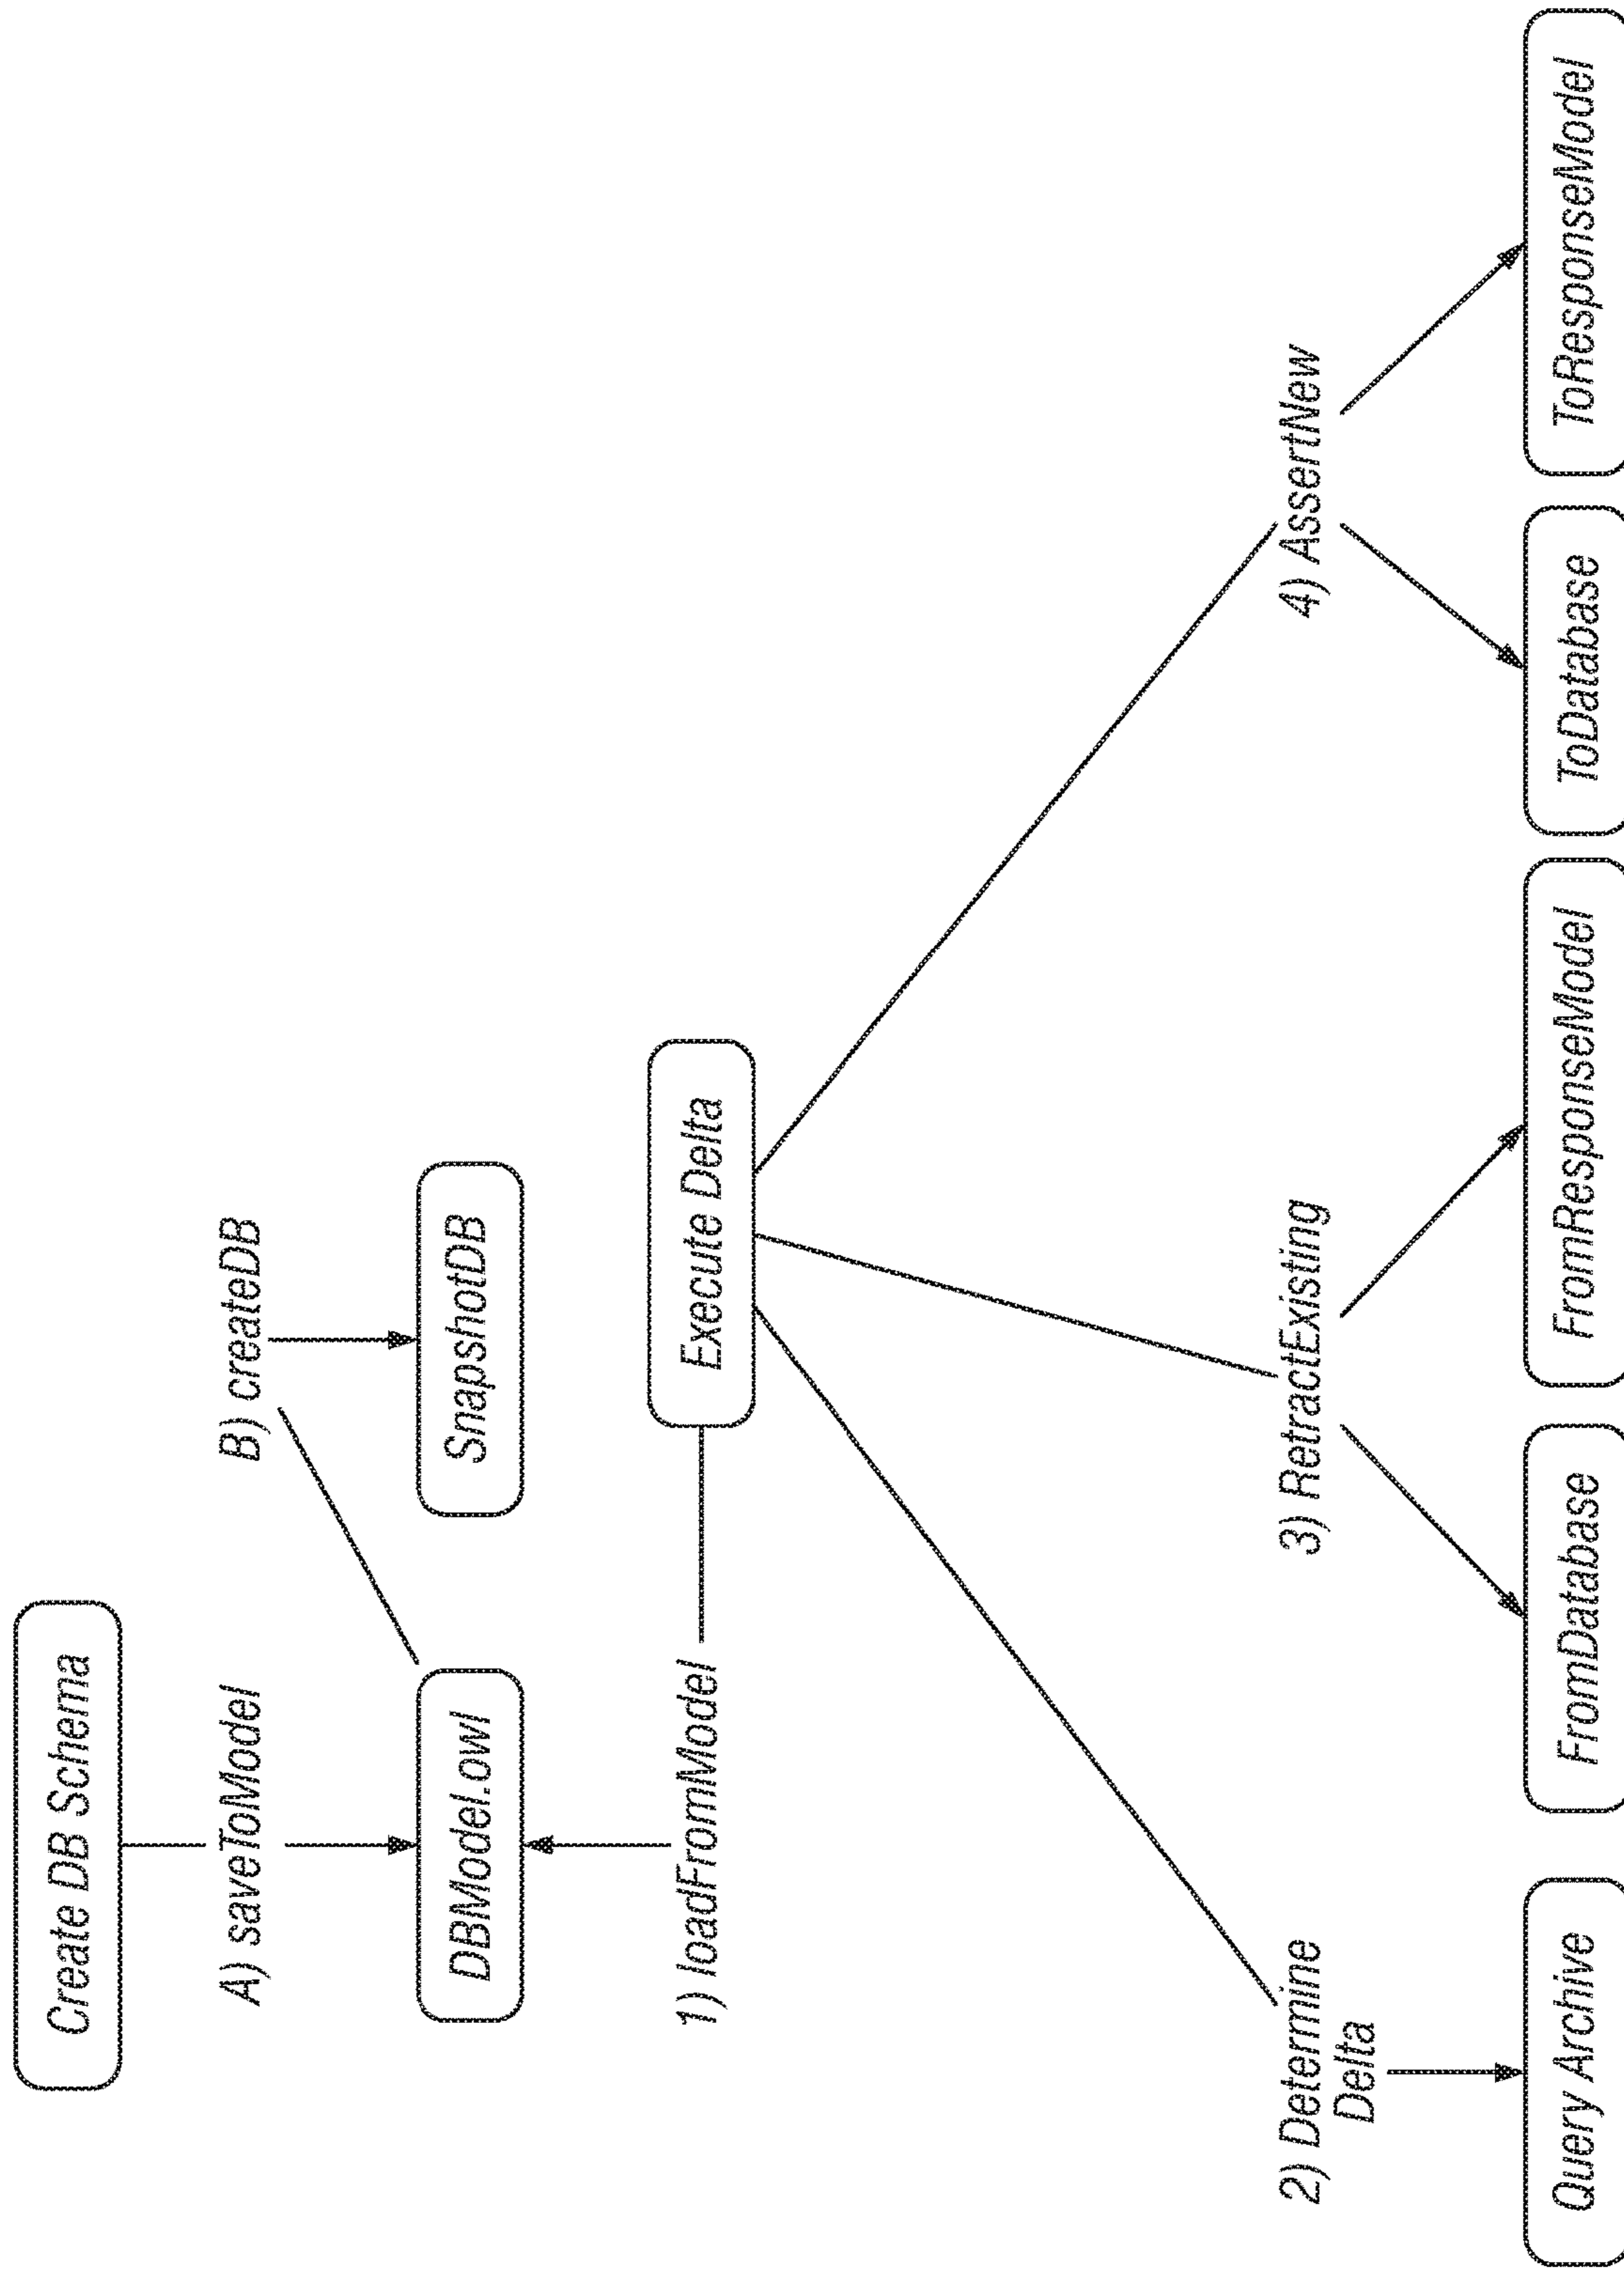 Create DB Schema
A) saveToModel
B) createDB
DBModel.owl
SnapshotDB
1) loadFromModel
Execute Delta
2) Determine
Delta
3) RetractExisting
4) AssertNew
Query Archive
FromDatabase
FromResponseModel
ToDatabase
ToResponseModel